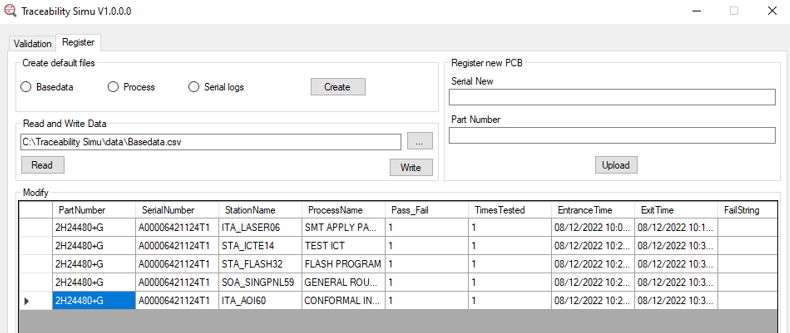 Traceability Simu V1.0.0.0
Validation Register
Create default files
Basedata Process Serial logs Create
Register new PCB
Serial New
Part Number
Upload
Read and Write Data
C:\Traceability Simu\data\Basedata.csv ...
Read Write
Modify
PartNumber SerialNumber StationName ProcessName Pass_Fail TimesTested EntranceTime ExitTime FailString
2H24480+G A00006421124T1 ITA_LASER06 SMT APPLY PA... 1 1 08/12/2022 10:0... 08/12/2022 10:1...
2H24480+G A00006421124T1 STA_ICTE14 TEST ICT 1 1 08/12/2022 10:2... 08/12/2022 10:3...
2H24480+G A00006421124T1 STA_FLASH32 FLASH PROGRAM 1 1 08/12/2022 10:2... 08/12/2022 10:3...
2H24480+G A00006421124T1 SOA_SINGPNL59 GENERAL ROU... 1 1 08/12/2022 10:2... 08/12/2022 10:3...
2H24480+G A00006421124T1 ITA_AOI60 CONFORMAL IN... 1 1 08/12/2022 10:2... 08/12/2022 10:3...